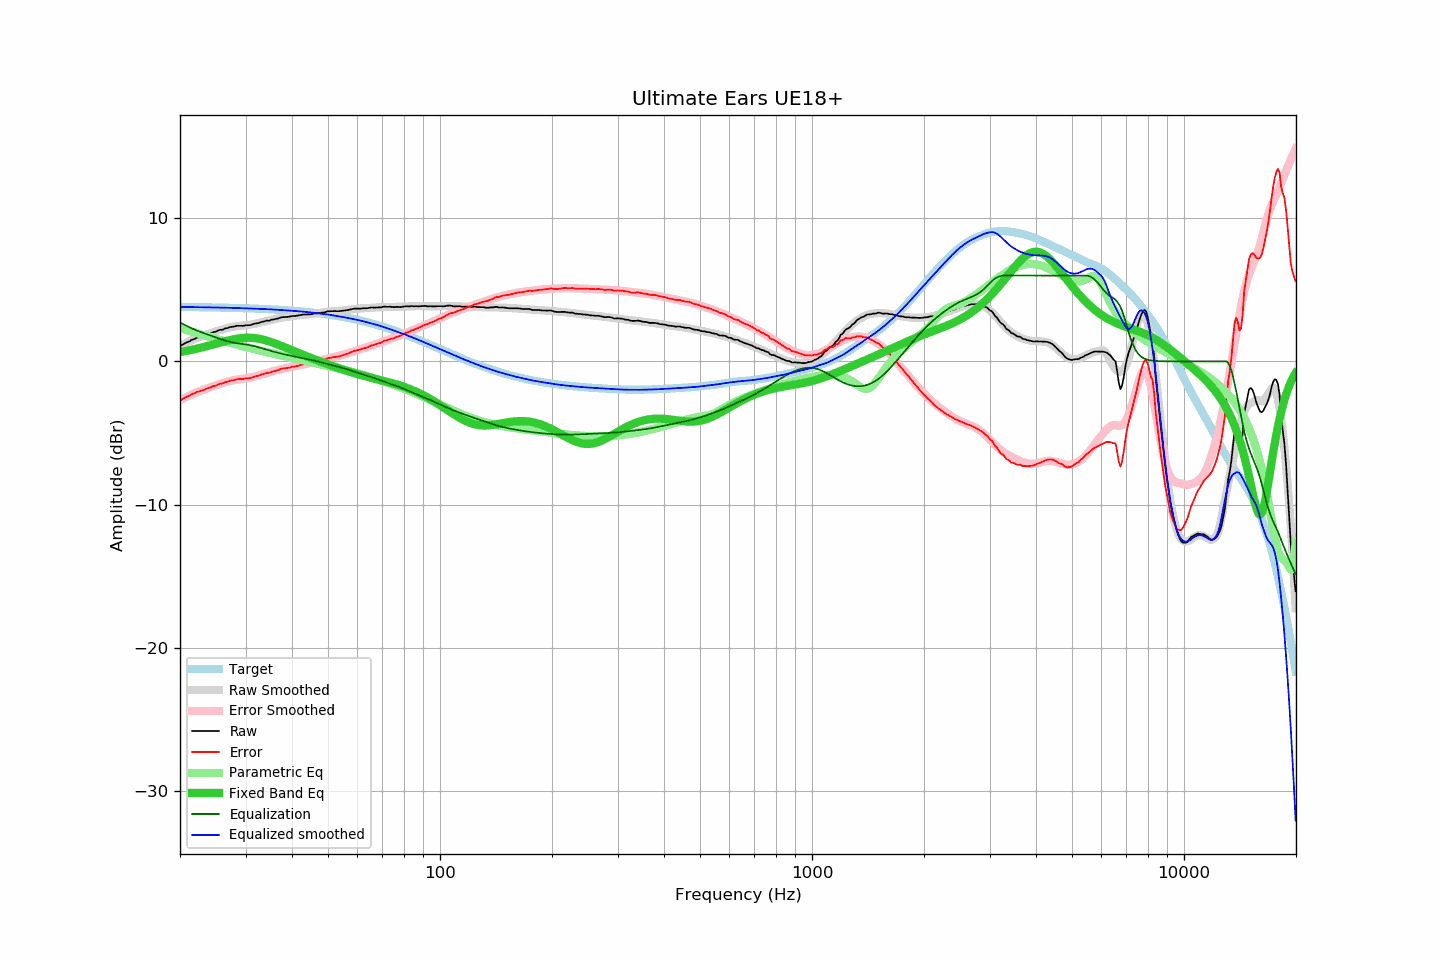 Ultimate Ears UE18+
Amplitude (dBr)
10
0
−10
−20
−30
Target
Raw Smoothed
Error Smoothed
Raw
Error
Parametric Eq
Fixed Band Eq
Equalization
Equalized smoothed
100
1000
10000
Frequency (Hz)